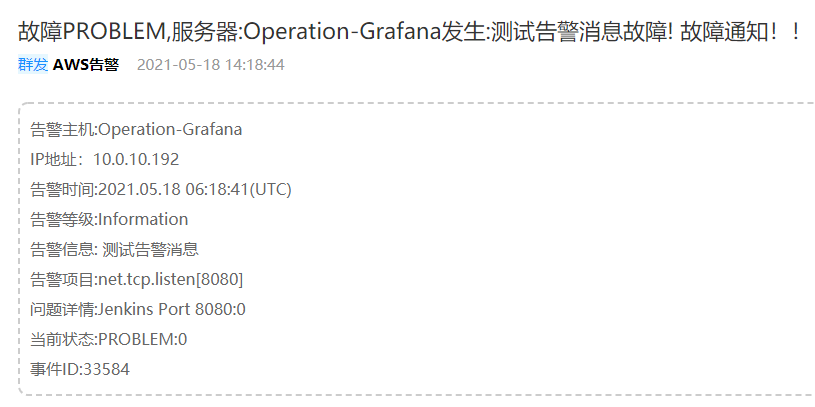 故障PROBLEM,服务器:Operation-Grafana发生:测试告警消息故障! 故障通知！！
群发 AWS告警 2021-05-18 14:18:44
告警主机:Operation-Grafana
IP地址：10.0.10.192
告警时间:2021.05.18 06:18:41(UTC)
告警等级:Information
告警信息: 测试告警消息
告警项目:net.tcp.listen[8080]
问题详情:Jenkins Port 8080:0
当前状态:PROBLEM:0
事件ID:33584